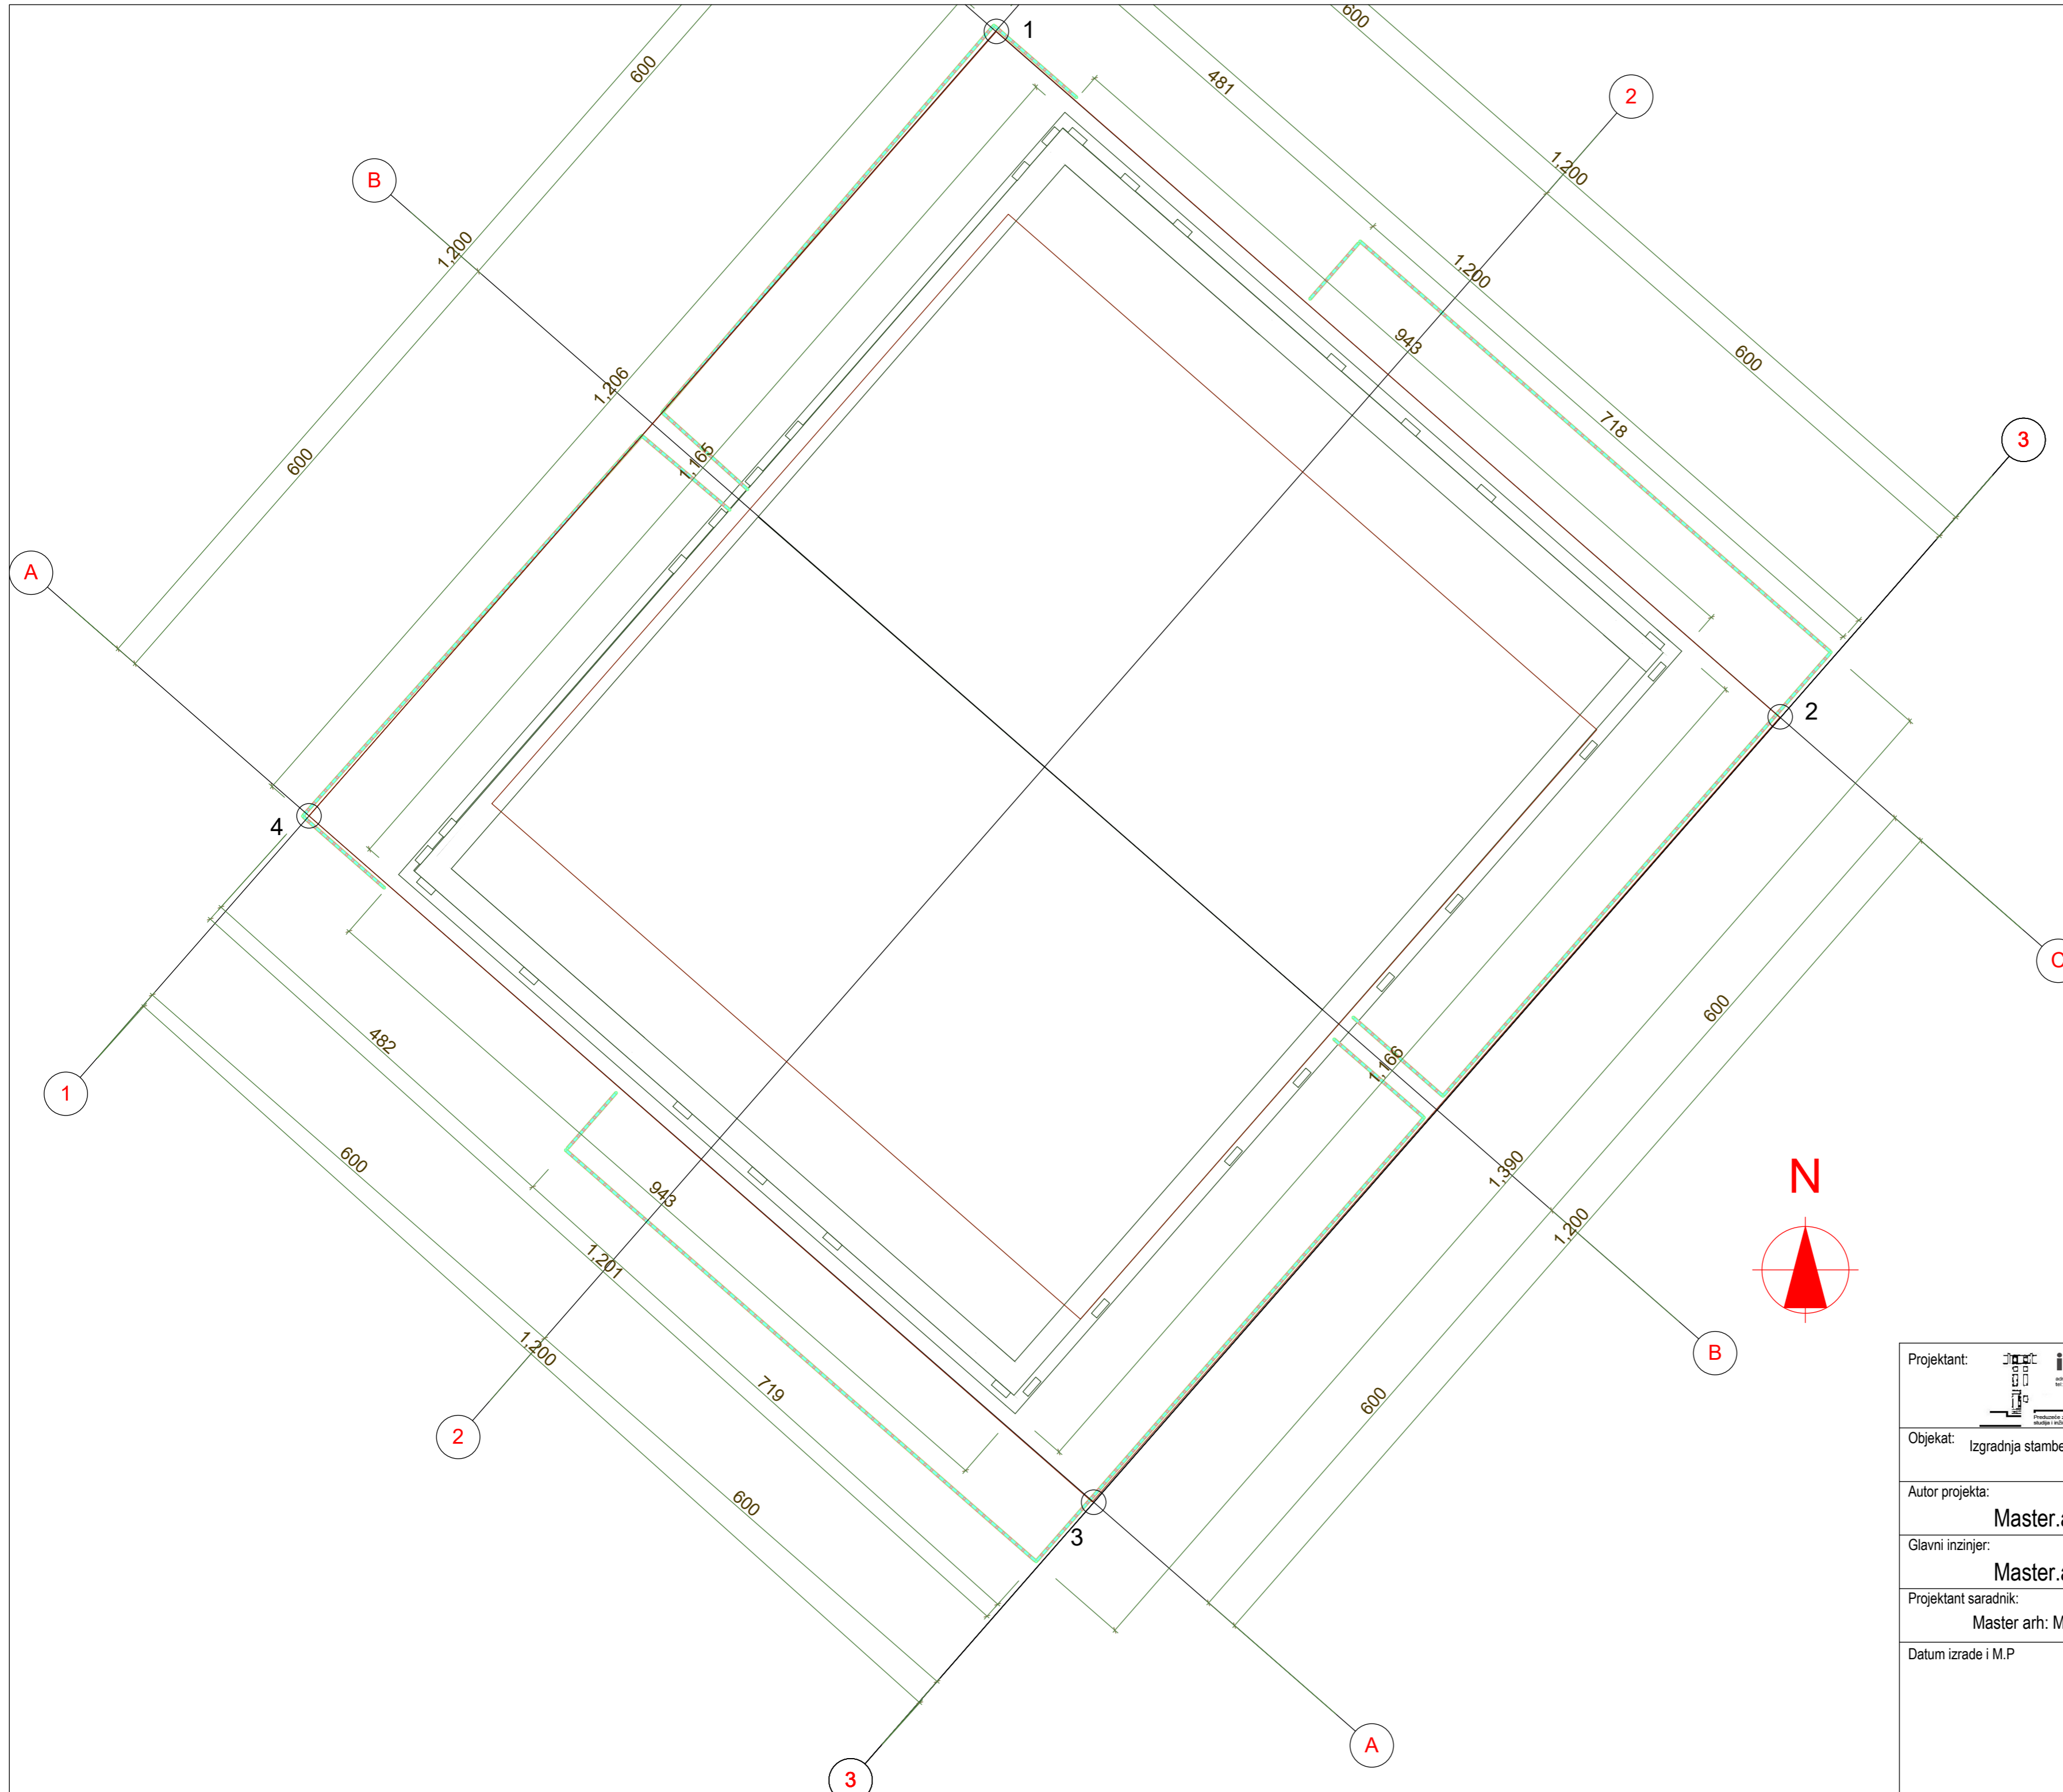 1
600
600
481
2
B
1,200
1,200
1,200
943
600
1,206
718
3
600
1,165
A
2
4
C
600
482
1,166
1
1,390
600
943
1,200
N
1,201
1,200
B
719
600
2
600
3
A
3
Projektant:
Objekat: Izgradnja stambe
Autor projekta:
Master.a
Glavni inzinjer:
Master.a
Projektant saradnik:
Master arh: M
Datum izrade i M.P